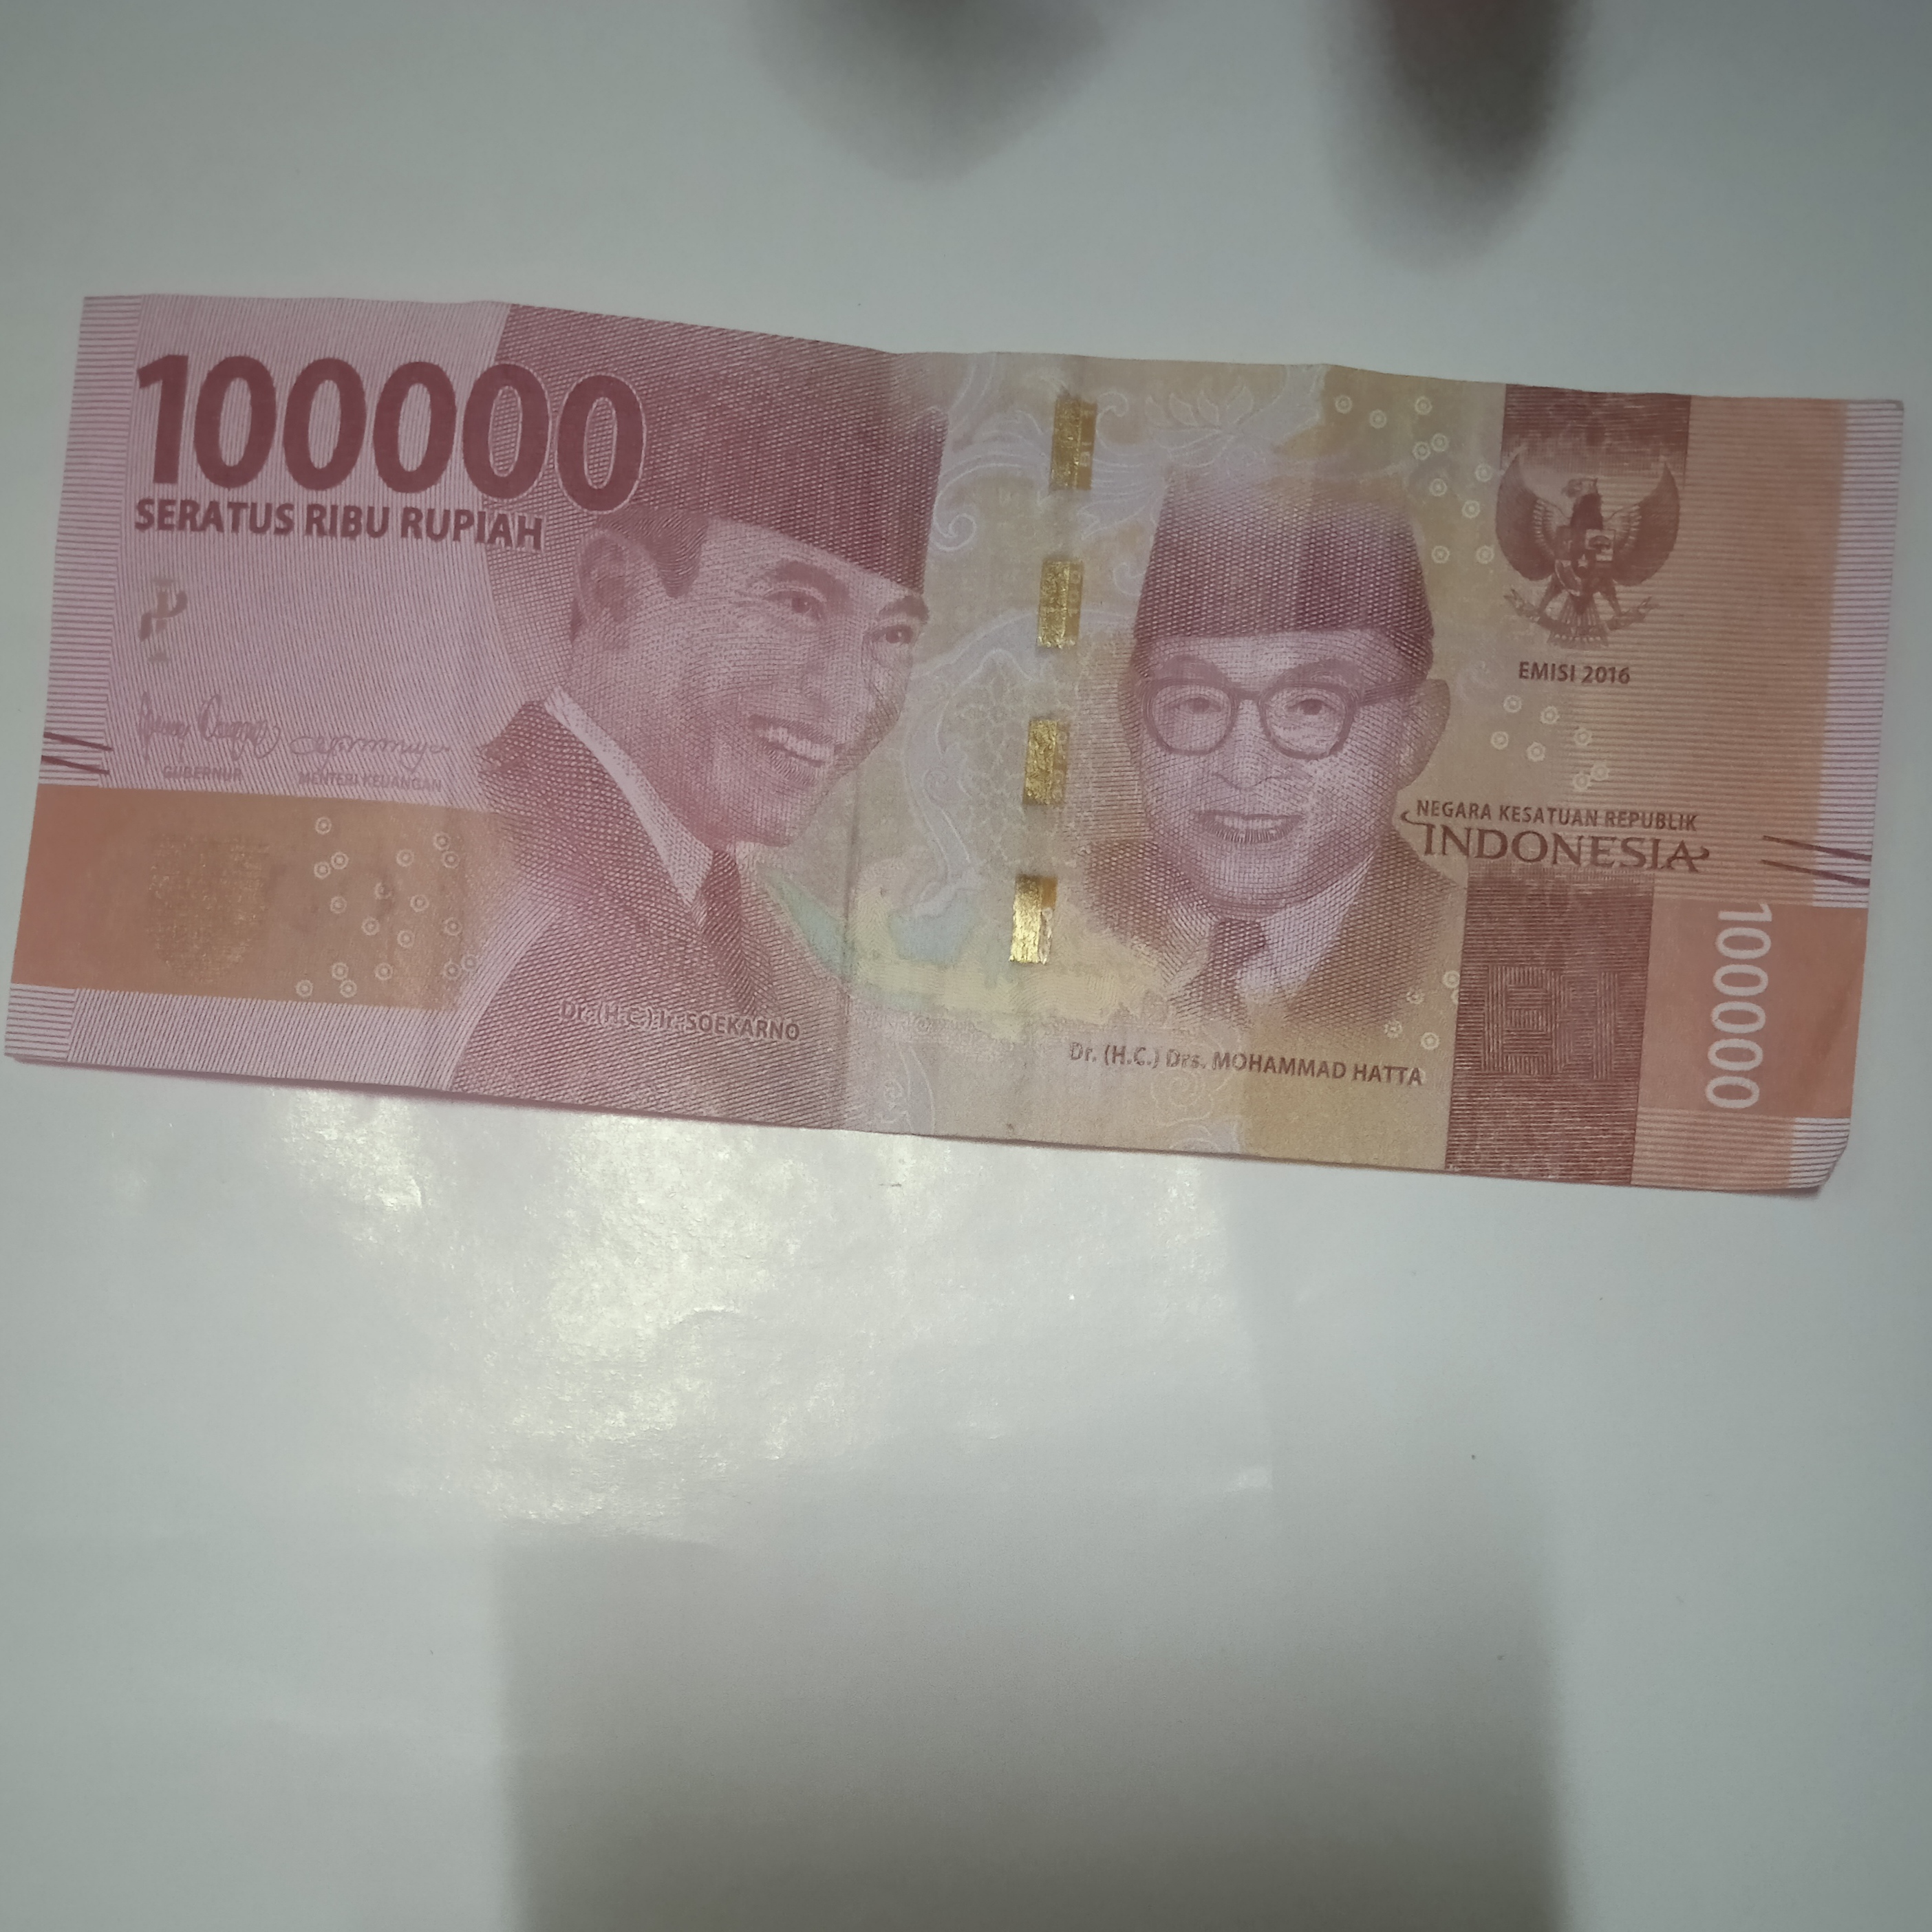 100000
SERATUS RIBU RUPIAH
GUBERNUR
MENTERI KEUANGAN
Dr. (H.C.) Ir. SOEKARNO
Dr. (H.C.) Drs. MOHAMMAD HATTA
EMISI 2016
NEGARA KESATUAN REPUBLIK
INDONESIA
BI
100000